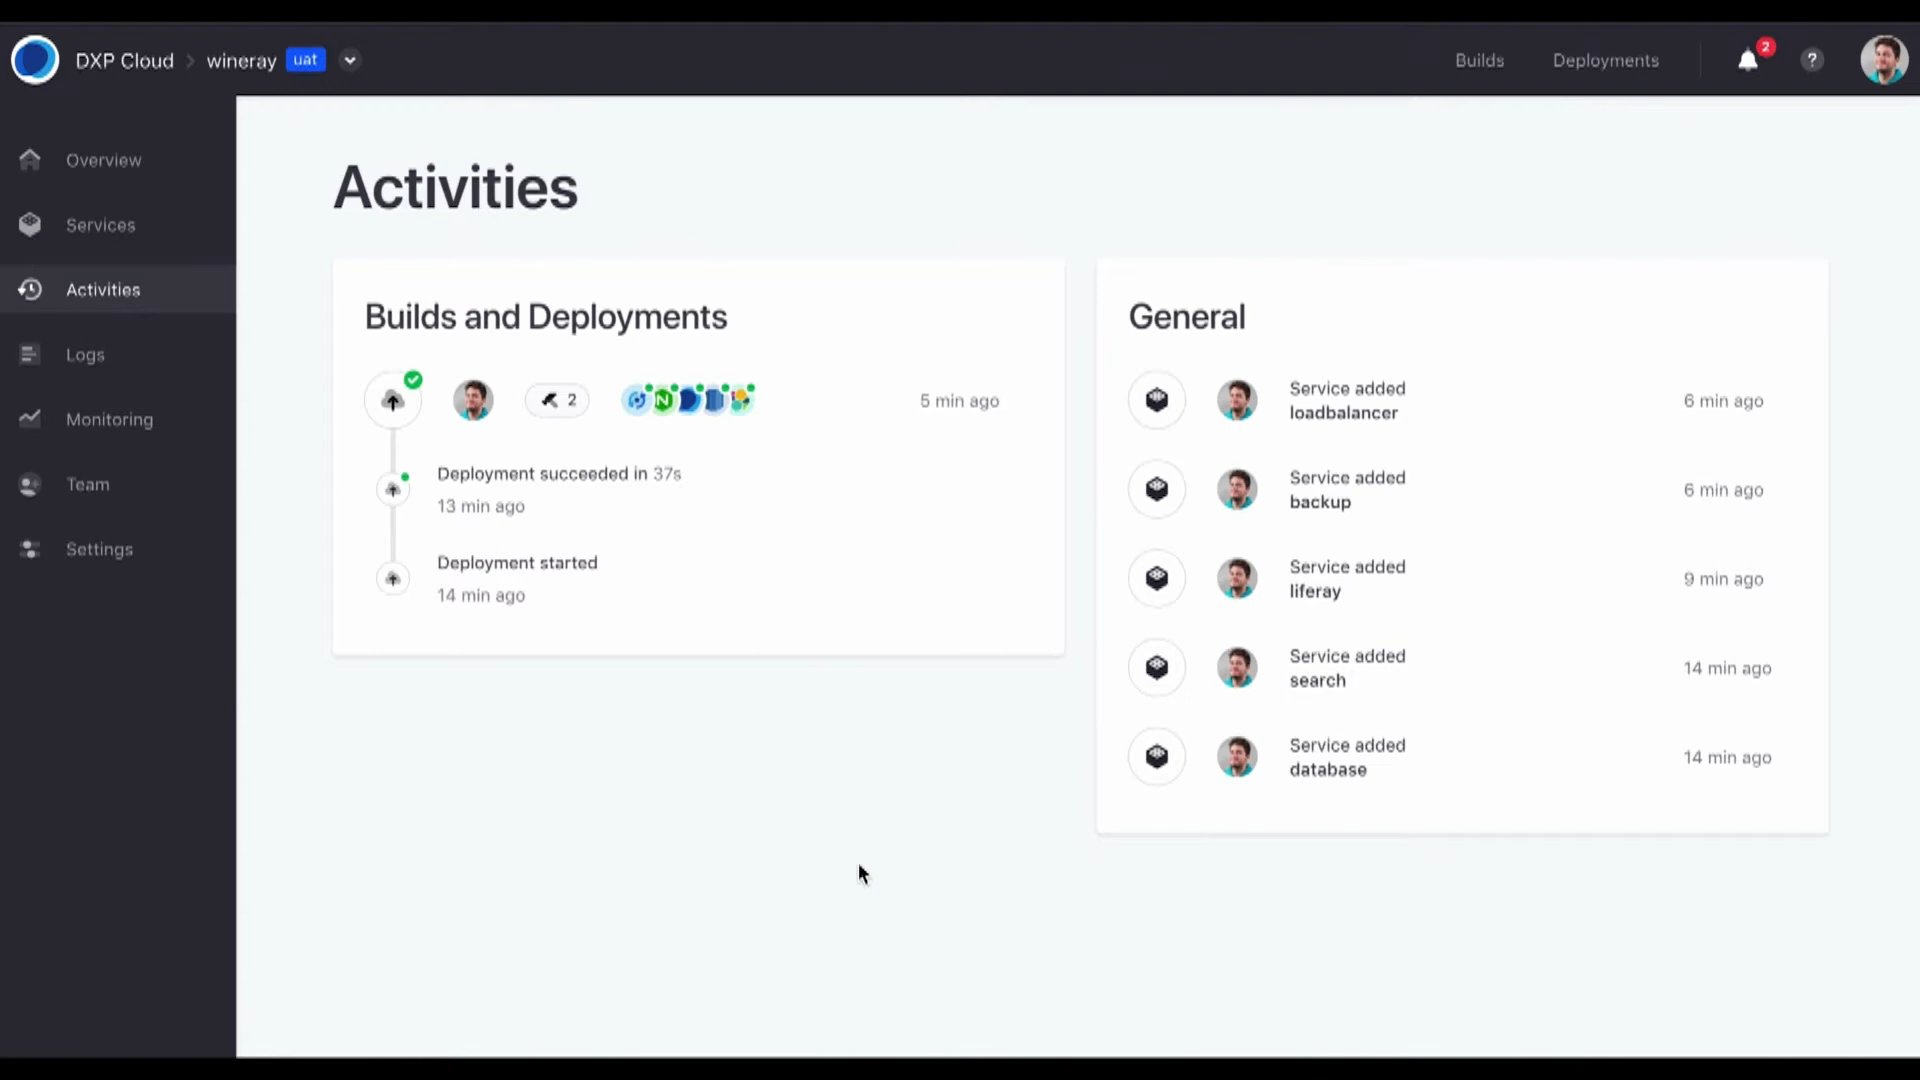 DXP Cloud wineray uat
Builds
Deployments
2
?
Overview
Services
Activities
Logs
Monitoring
Team
Settings
Activities
Builds and Deployments
2
N
5 min ago
Deployment succeeded in 37s
13 min ago
Deployment started
14 min ago
General
Service added
loadbalancer
6 min ago
Service added
backup
6 min ago
Service added
liferay
9 min ago
Service added
search
14 min ago
Service added
database
14 min ago